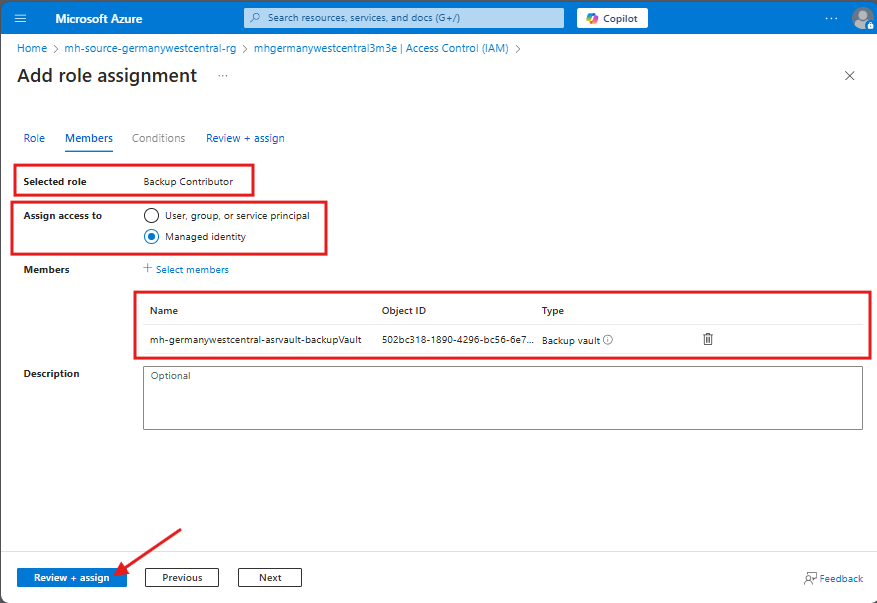 Microsoft Azure
Search resources, services, and docs (G+/)
Copilot
Home > mh-source-germanywestcentral-rg > mhgermanywestcentral3m3e | Access Control (IAM) >
Add role assignment ...
Role Members Conditions Review + assign
Selected role Backup Contributor
Assign access to User, group, or service principal
Managed identity
Members + Select members
Name Object ID Type
mh-germanywestcentral-asrvault-backupVault 502bc318-1890-4296-bc56-6e7... Backup vault
Description Optional
Review + assign Previous Next Feedback